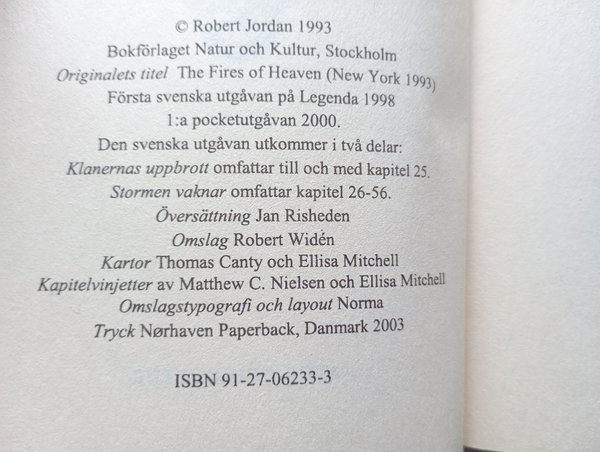 © Robert Jordan 1993
Bokförlaget Natur och Kultur, Stockholm
Originalets titel The Fires of Heaven (New York 1993)
Första svenska utgåvan på Legenda 1998
1:a pocketutgåvan 2000.
Den svenska utgåvan utkommer i två delar:
Klanernas uppbrott omfattar till och med kapitel 25.
Stormen vaknar omfattar kapitel 26-56.
Översättning Jan Risheden
Omslag Robert Widén
Kartor Thomas Canty och Ellisa Mitchell
Kapitelvinjetter av Matthew C. Nielsen och Ellisa Mitchell
Omslagstypografi och layout Norma
Tryck Nørhaven Paperback, Danmark 2003
ISBN 91-27-06233-3